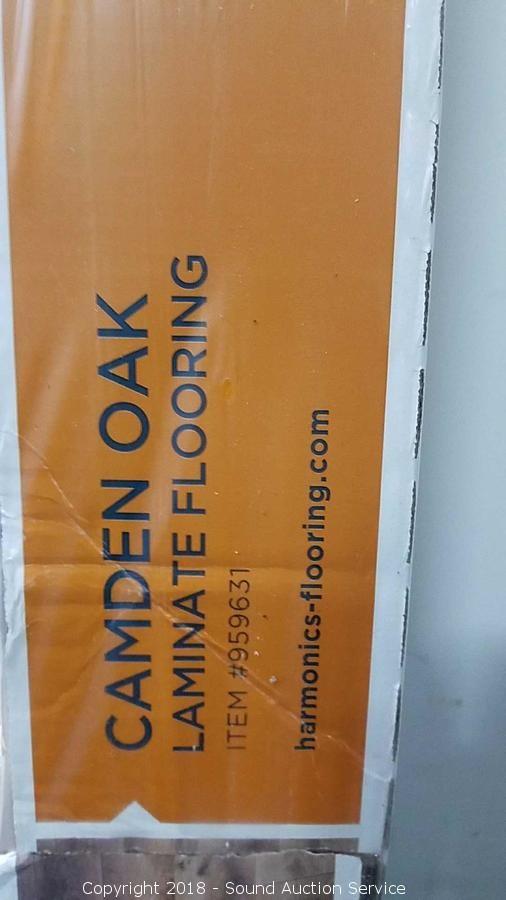 CAMDEN OAK
LAMINATE FLOORING
ITEM #959631
harmonics-flooring.com
Copyright 2018 - Sound Auction Service